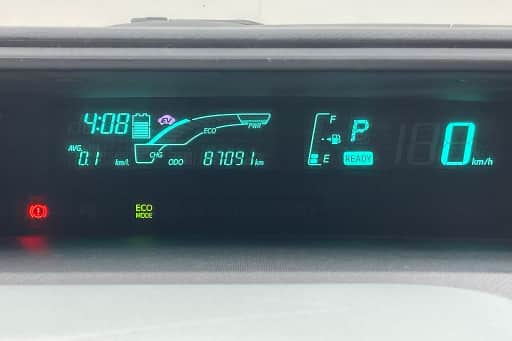 4:08 EV
ECO PWR
AVG. 0.1 km/L
CHG ODO 87091 km
F
E
P
READY
0 km/h
ECO
MODE